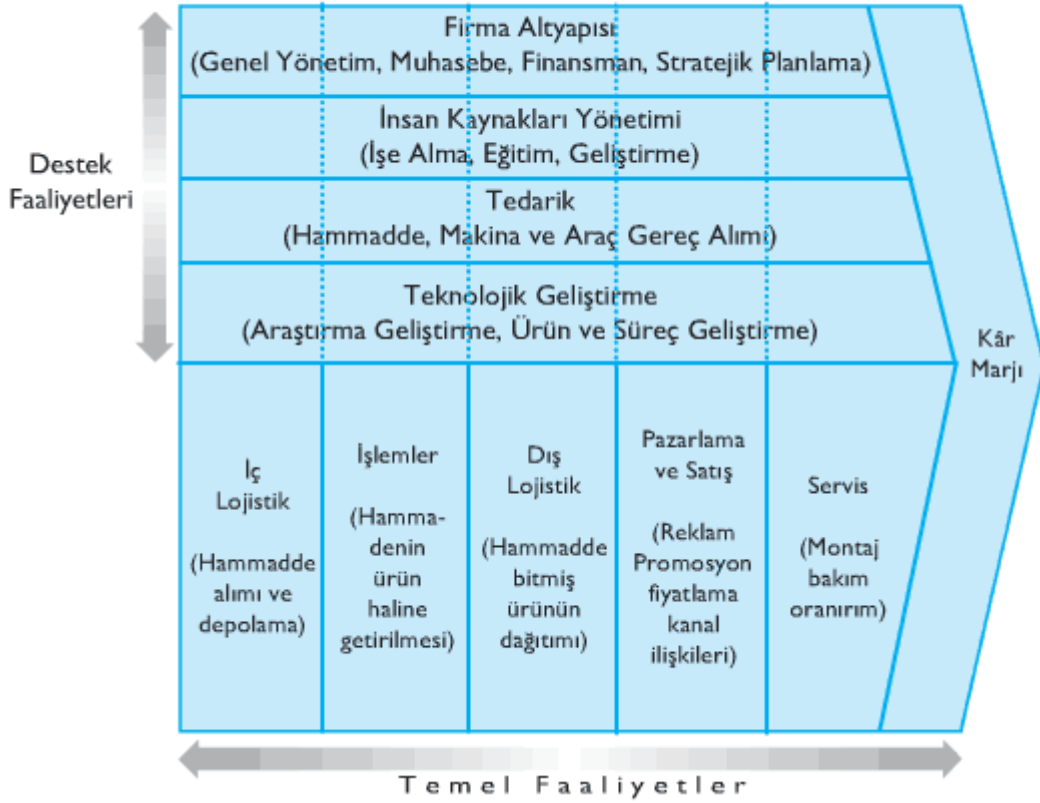 Firma Altyapısı
(Genel Yönetim, Muhasebe, Finansman, Stratejik Planlama)
İnsan Kaynakları Yönetimi
(İşe Alma, Eğitim, Geliştirme)
Destek
Faaliyetleri
Tedarik
(Hammadde, Makina ve Araç Gereç Alımı)
Teknolojik Geliştirme
(Araştırma Geliştirme, Ürün ve Süreç Geliştirme)
Kâr
Marjı
İç
Lojistik
(Hammadde
alımı ve
depolama)
İşlemler
(Hamma-
denin
ürün
haline
getirilmesi)
Dış
Lojistik
(Hammadde
bitmiş
ürünün
dağıtımı)
Pazarlama
ve Satış
(Reklam
Promosyon
fiyatlama
kanal
ilişkileri)
Servis
(Montaj
bakım
oranırım)
Temel Faaliyetler